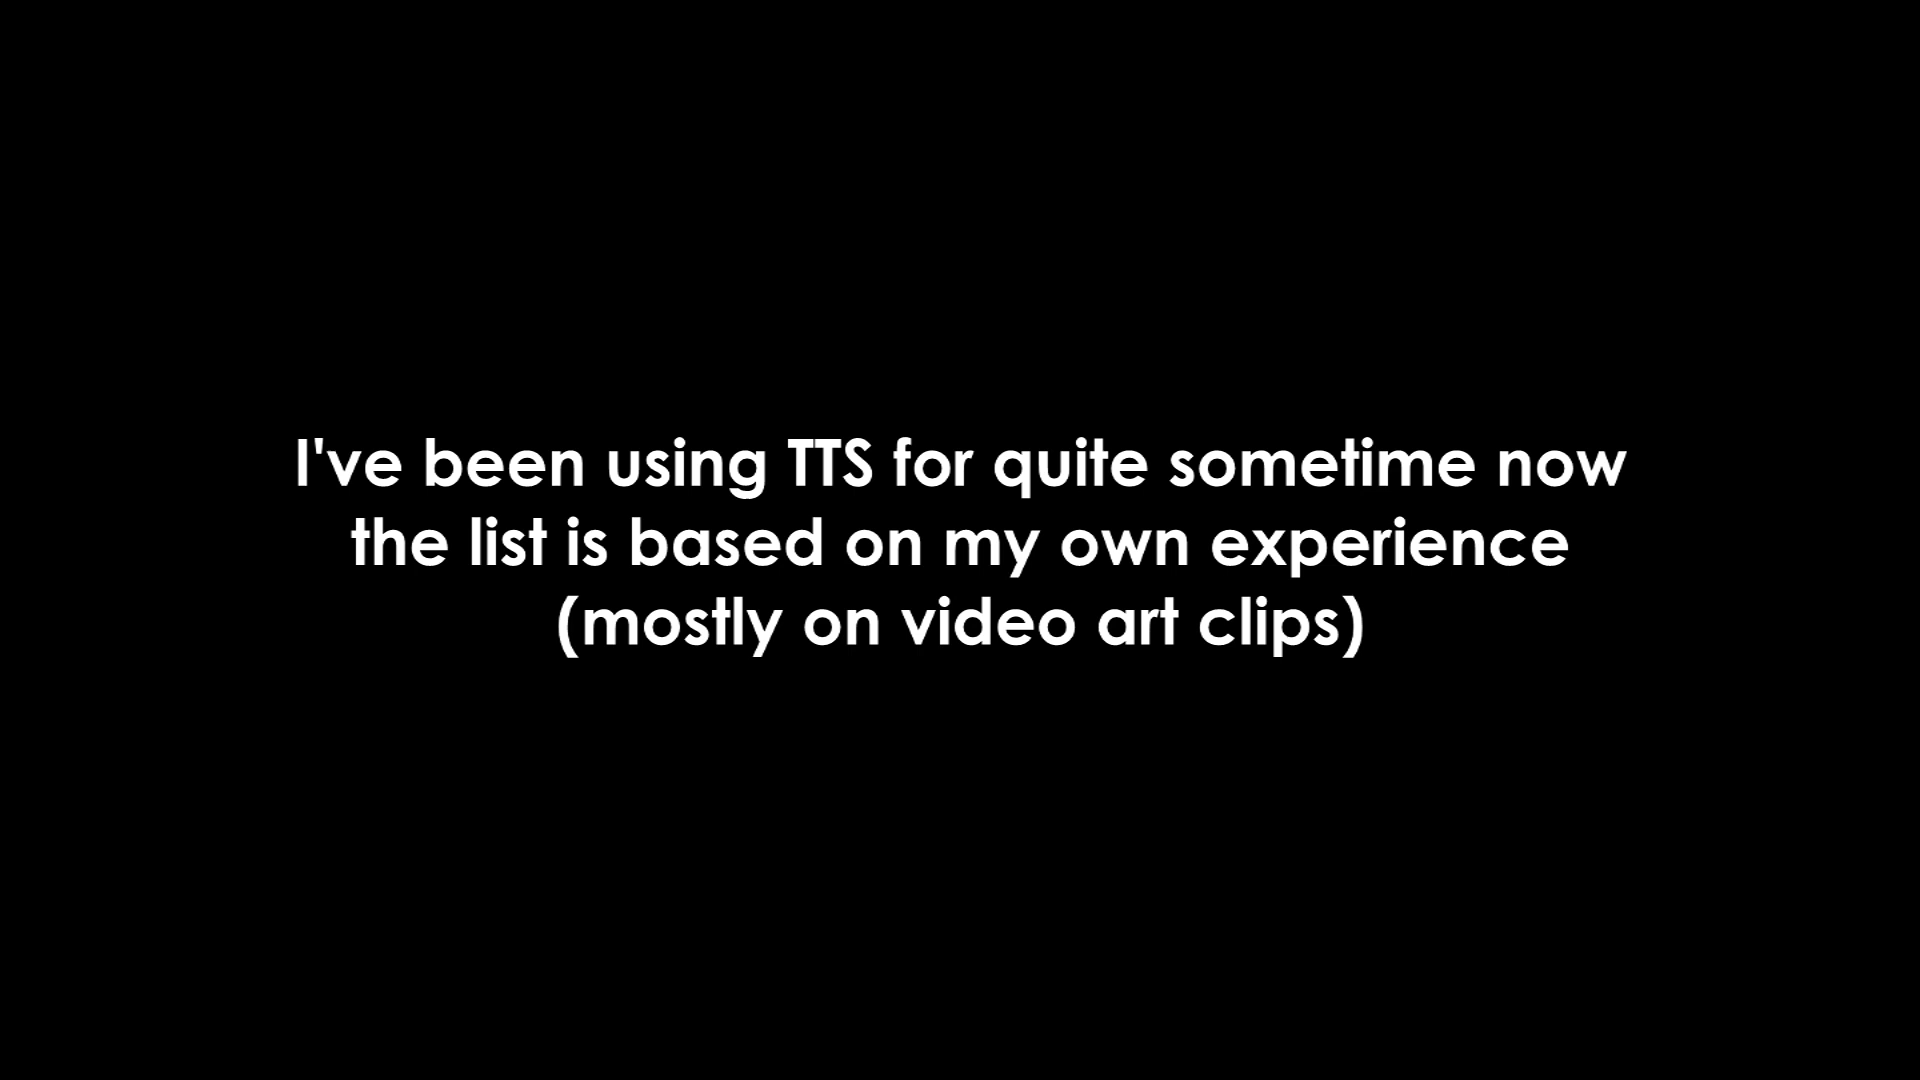 I've been using TTS for quite sometime now
the list is based on my own experience
(mostly on video art clips)